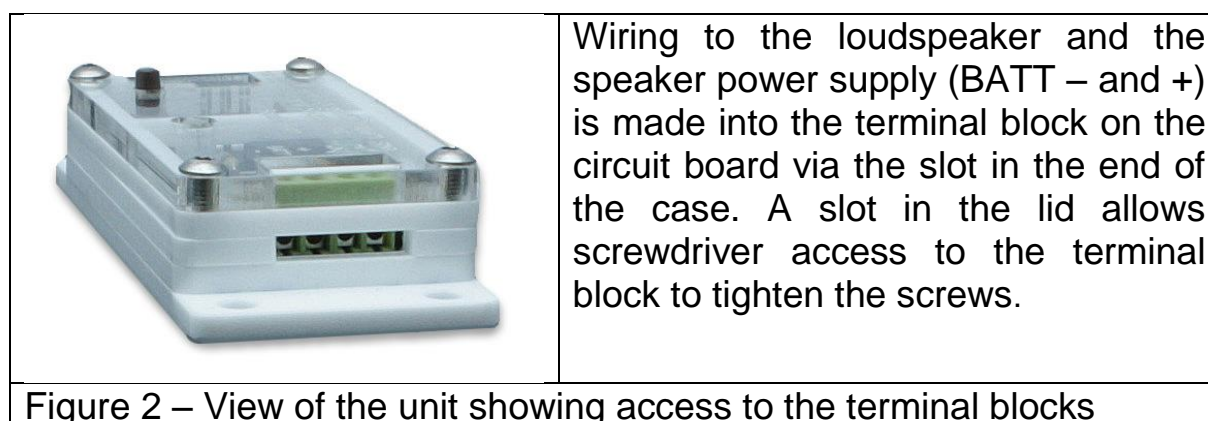 Wiring to the loudspeaker and the
speaker power supply (BATT – and +)
is made into the terminal block on the
circuit board via the slot in the end of
the case. A slot in the lid allows
screwdriver access to the terminal
block to tighten the screws.
Figure 2 – View of the unit showing access to the terminal blocks